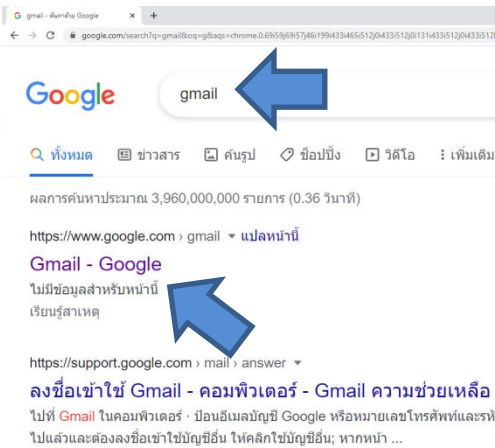 gmail - ค้นหาด้วย Google
google.com/search?q=gmail&oq=g&aqs=chrome.
Google
gmail
ทั้งหมด ข่าวสาร ค้นรูป ช็อปปิ้ง วิดีโอ เพิ่มเติม
ผลการค้นหาประมาณ 3,960,000,000 รายการ (0.36 วินาที)
https://www.google.com › gmail แปลหน้านี้
Gmail - Google
ไม่มีข้อมูลสำหรับหน้านี้
เรียนรู้สาเหตุ
https://support.google.com › mail › answer
ลงชื่อเข้าใช้ Gmail - คอมพิวเตอร์ - Gmail ความช่วยเหลือ
ไปที่ Gmail ในคอมพิวเตอร์ · ป้อนอีเมลบัญชี Google หรือหมายเลขโทรศัพท์และรหั
ไปแล้วและต้องลงชื่อเข้าใช้บัญชีอื่น ให้คลิกใช้บัญชีอื่น; หากหน้า ...